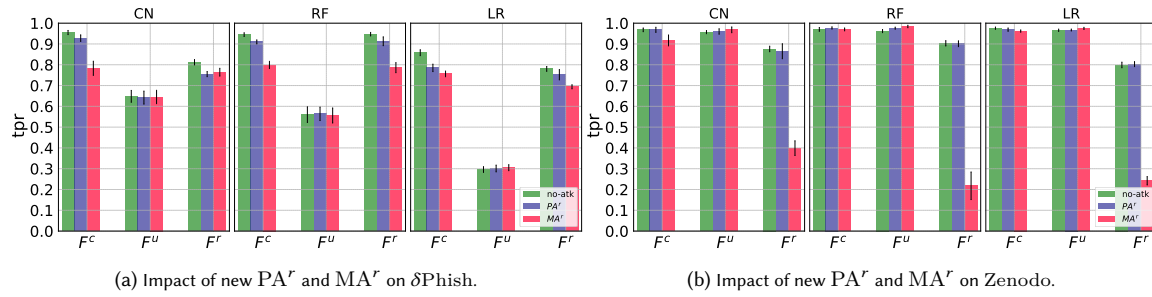 CN RF LR
tpr
1.0
0.9
0.8
0.7
0.6
0.5
0.4
0.3
0.2
0.1
0.0
no-atk
PA^r
MA^r
F^c F^u F^r F^c F^u F^r F^c F^u F^r
(a) Impact of new PA^r and MA^r on δPhish.
CN RF LR
tpr
1.0
0.9
0.8
0.7
0.6
0.5
0.4
0.3
0.2
0.1
0.0
no-atk
PA^r
MA^r
F^c F^u F^r F^c F^u F^r F^c F^u F^r
(b) Impact of new PA^r and MA^r on Zenodo.